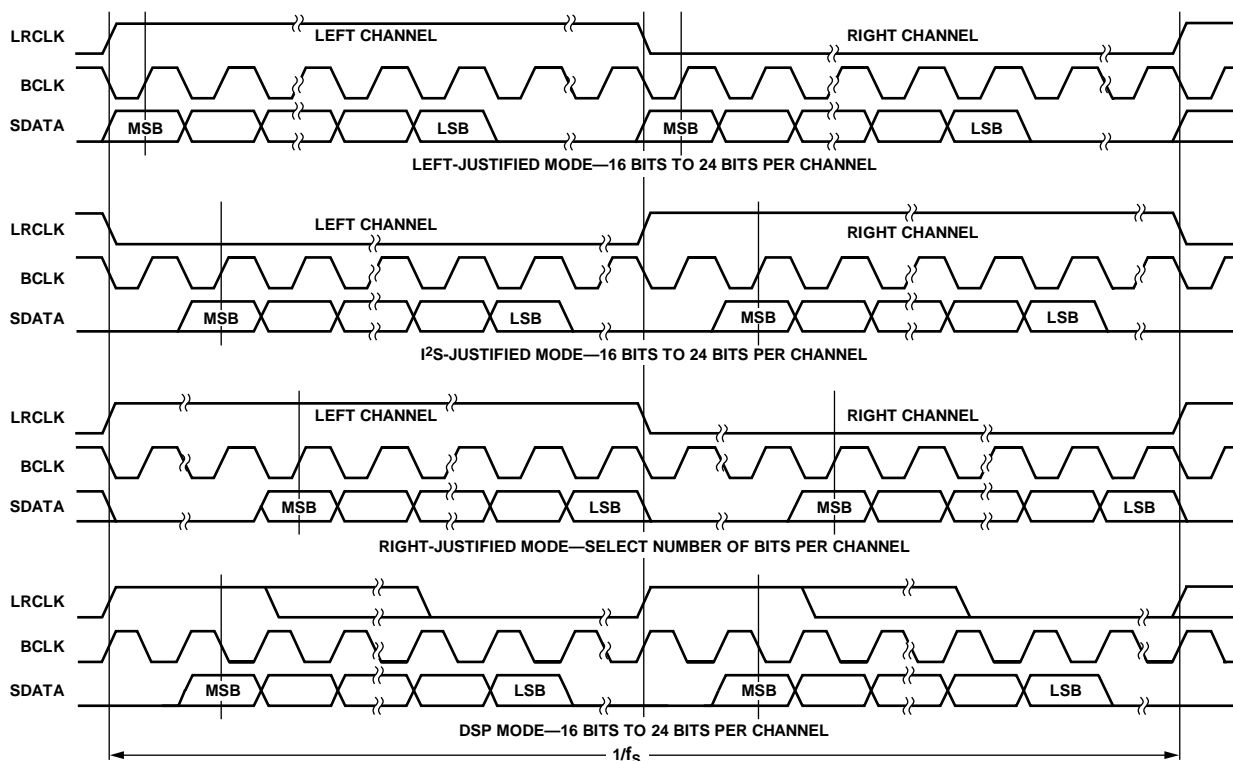 LRCLK LEFT CHANNEL RIGHT CHANNEL
BCLK
SDATA MSB LSB MSB LSB
LEFT-JUSTIFIED MODE—16 BITS TO 24 BITS PER CHANNEL
LRCLK LEFT CHANNEL RIGHT CHANNEL
BCLK
SDATA MSB LSB MSB LSB
I²S-JUSTIFIED MODE—16 BITS TO 24 BITS PER CHANNEL
LRCLK LEFT CHANNEL RIGHT CHANNEL
BCLK
SDATA MSB LSB MSB LSB
RIGHT-JUSTIFIED MODE—SELECT NUMBER OF BITS PER CHANNEL
LRCLK
BCLK
SDATA MSB LSB MSB LSB
DSP MODE—16 BITS TO 24 BITS PER CHANNEL
1/fS